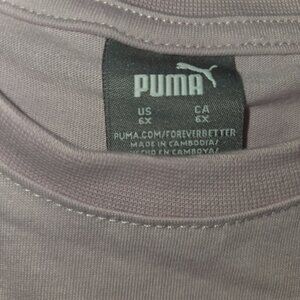 PUMA
US CA
6X 6X
PUMA.COM/FOREVERBETTER
MADE IN CAMBODIA/
HECHO EN CAMBOYA/